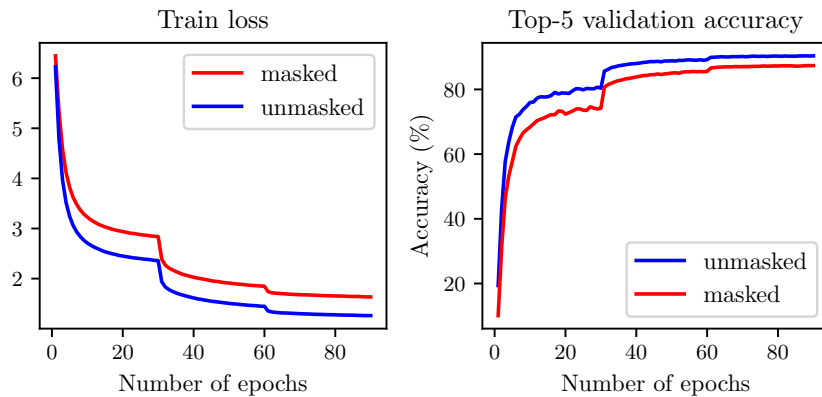 Train loss
6
5
4
3
2
masked
unmasked
0 20 40 60 80
Number of epochs
Top-5 validation accuracy
Accuracy (%)
80
60
40
20
unmasked
masked
0 20 40 60 80
Number of epochs